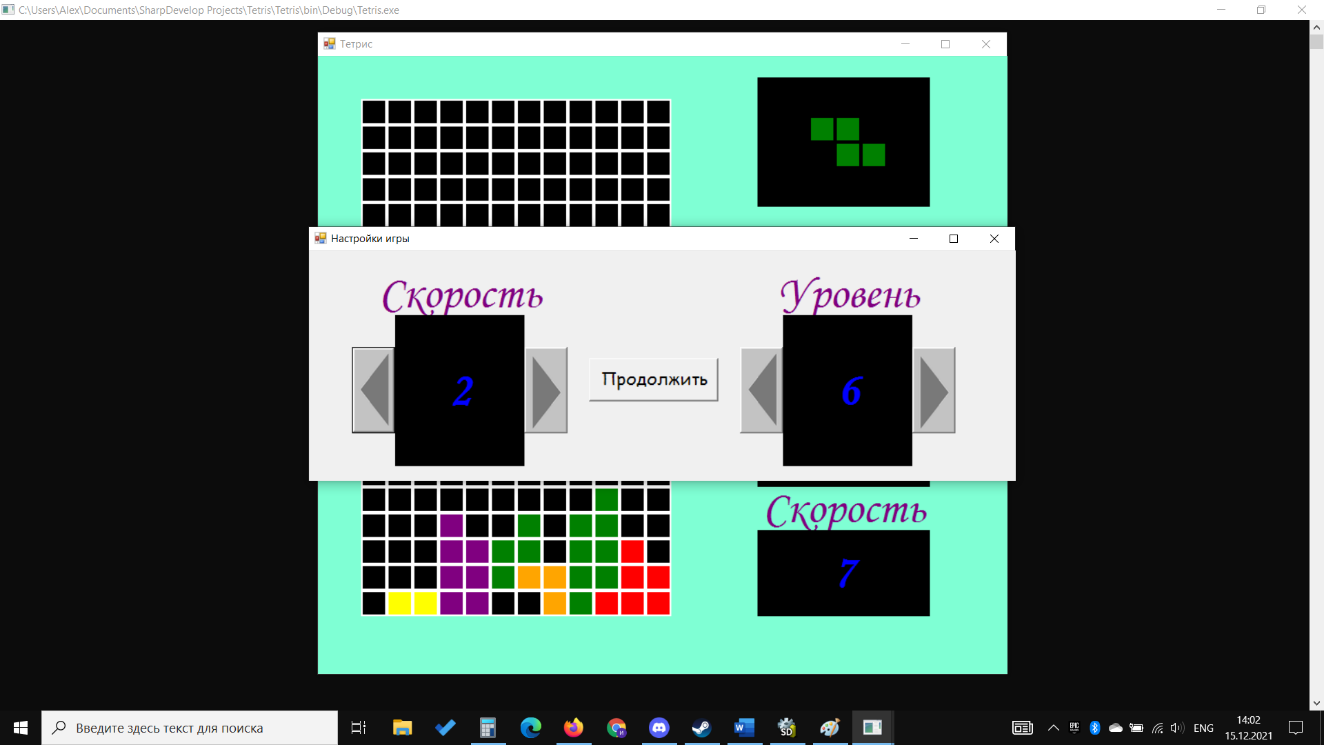 C:\Users\Alex\Documents\SharpDevelop Projects\Tetris\Tetris\bin\Debug\Tetris.exe
Тетрис
Настройки игры
Скорость
Уровень
2
Продолжить
6
Скорость
7
Введите здесь текст для поиска
ENG
14:02
15.12.2021